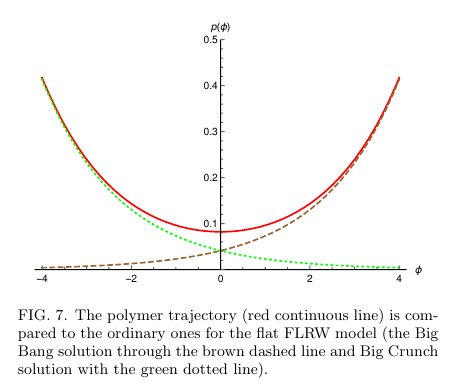 p(ϕ)
0.5
0.4
0.3
0.2
0.1
−4 −2 0 2 4 ϕ
FIG. 7. The polymer trajectory (red continuous line) is com-
pared to the ordinary ones for the flat FLRW model (the Big
Bang solution through the brown dashed line and Big Crunch
solution with the green dotted line).